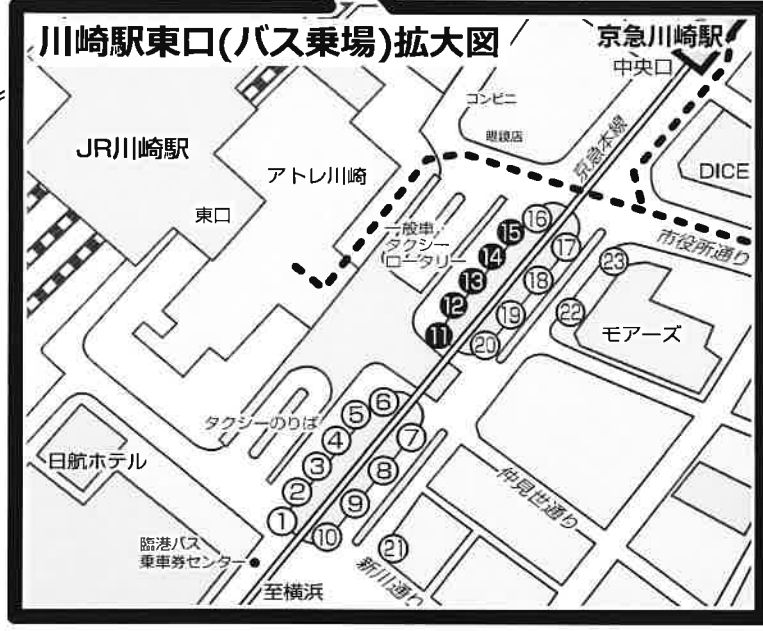 川崎駅東口(バス乗場)拡大図
京急川崎駅
中央口
コンビニ
眼鏡店
京急本線
JR川崎駅
アトレ川崎
DICE
東口
一般車,
タクシー
ロータリー
市役所通り
⑯
⑮
⑰
⑭
㉓
⑬
⑱
⑫
⑲
㉒
モアーズ
⑪
⑳
タクシーのりば
⑥
⑤
④
⑦
日航ホテル
③
⑧
仲見世通り
②
⑨
①
⑩
㉑
臨港バス
乗車券センター
新川通り
至横浜